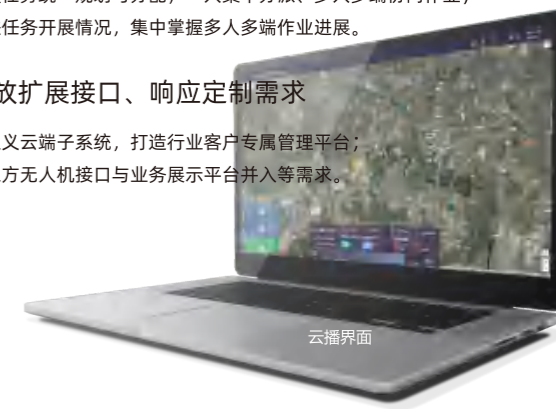 任务开展情况，集中掌握多人多端作业进展。
放扩展接口、响应定制需求
义云端子系统，打造行业客户专属管理平台；
方无人机接口与业务展示平台并入等需求。
云播界面